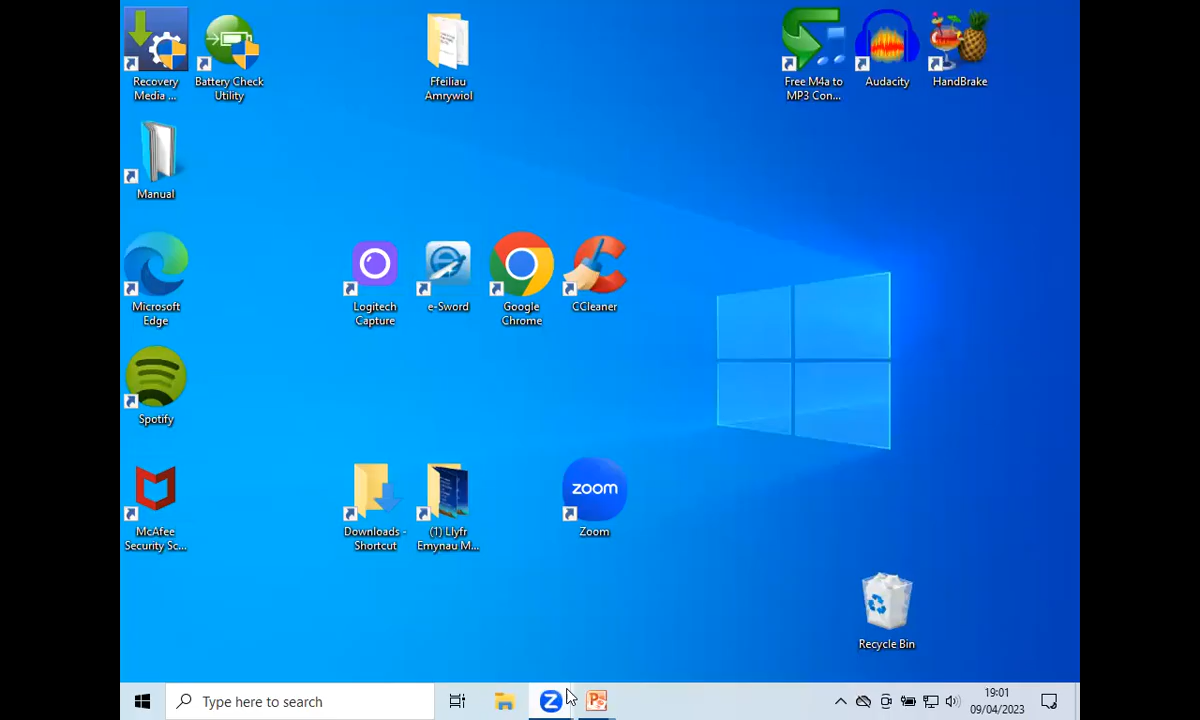 Recovery
Media ...
Battery Check
Utility
Ffeiliau
Amrywiol
Free M4a to
MP3 Con...
Audacity
HandBrake
Manual
Microsoft
Edge
Logitech
Capture
e-Sword
Google
Chrome
CCleaner
Spotify
McAfee
Security Sc...
Downloads -
Shortcut
(1) Llyfr
Emynau M...
zoom
Zoom
Recycle Bin
Type here to search
19:01
09/04/2023